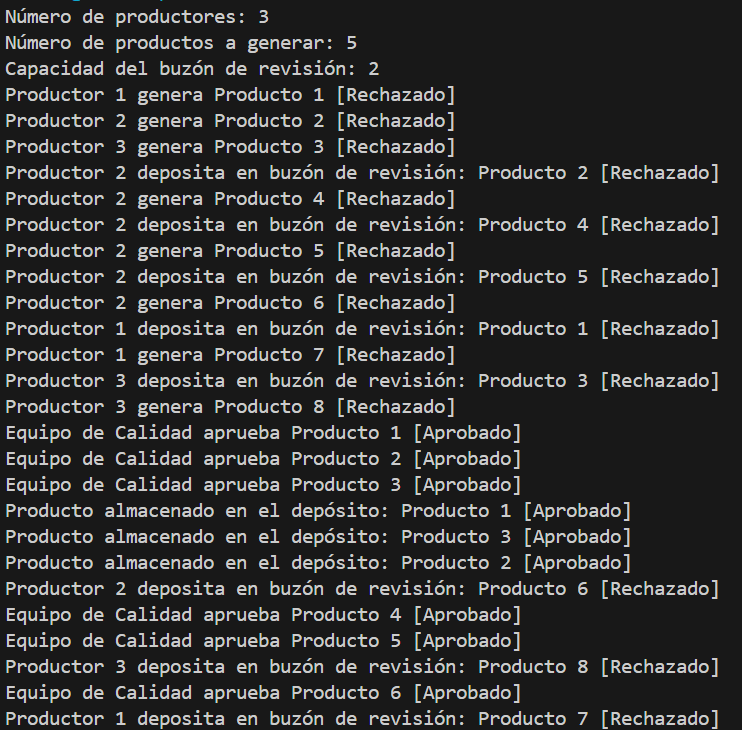 Número de productores: 3
Número de productos a generar: 5
Capacidad del buzón de revisión: 2
Productor 1 genera Producto 1 [Rechazado]
Productor 2 genera Producto 2 [Rechazado]
Productor 3 genera Producto 3 [Rechazado]
Productor 2 deposita en buzón de revisión: Producto 2 [Rechazado]
Productor 2 genera Producto 4 [Rechazado]
Productor 2 deposita en buzón de revisión: Producto 4 [Rechazado]
Productor 2 genera Producto 5 [Rechazado]
Productor 2 deposita en buzón de revisión: Producto 5 [Rechazado]
Productor 2 genera Producto 6 [Rechazado]
Productor 1 deposita en buzón de revisión: Producto 1 [Rechazado]
Productor 1 genera Producto 7 [Rechazado]
Productor 3 deposita en buzón de revisión: Producto 3 [Rechazado]
Productor 3 genera Producto 8 [Rechazado]
Equipo de Calidad aprueba Producto 1 [Aprobado]
Equipo de Calidad aprueba Producto 2 [Aprobado]
Equipo de Calidad aprueba Producto 3 [Aprobado]
Producto almacenado en el depósito: Producto 1 [Aprobado]
Producto almacenado en el depósito: Producto 3 [Aprobado]
Producto almacenado en el depósito: Producto 2 [Aprobado]
Productor 2 deposita en buzón de revisión: Producto 6 [Rechazado]
Equipo de Calidad aprueba Producto 4 [Aprobado]
Equipo de Calidad aprueba Producto 5 [Aprobado]
Productor 3 deposita en buzón de revisión: Producto 8 [Rechazado]
Equipo de Calidad aprueba Producto 6 [Aprobado]
Productor 1 deposita en buzón de revisión: Producto 7 [Rechazado]